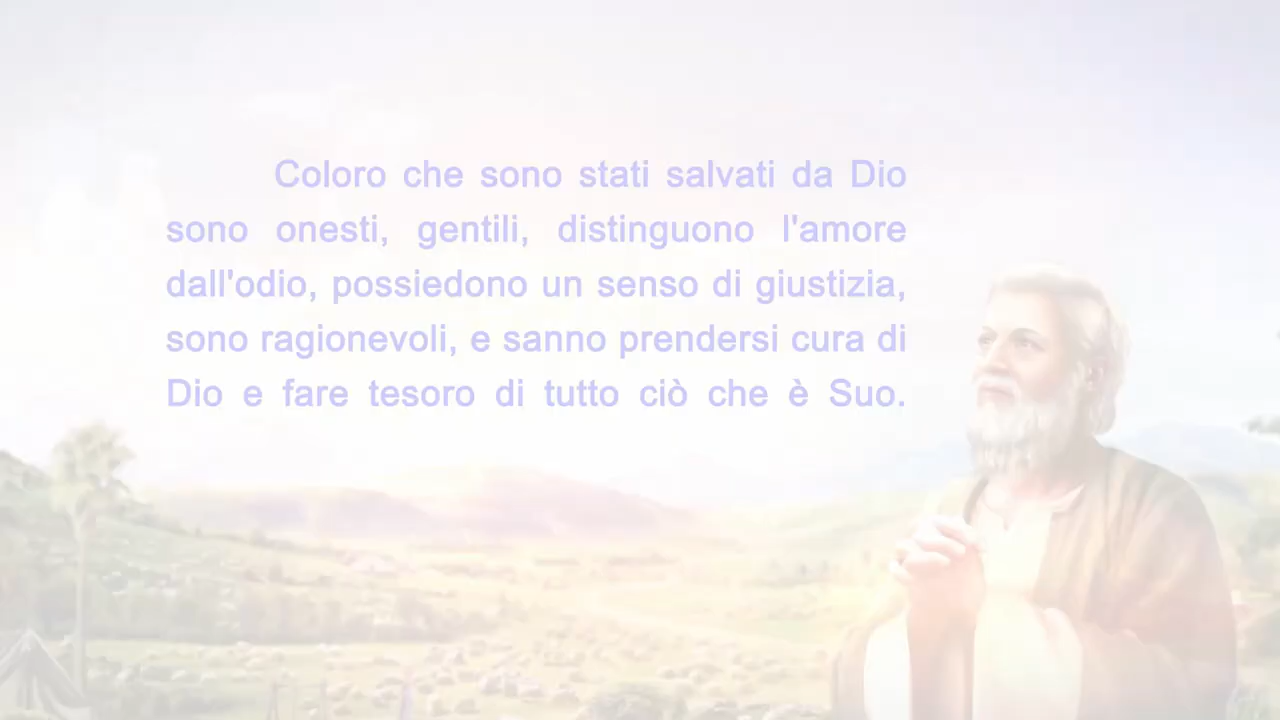 Coloro che sono stati salvati da Dio
sono onesti, gentili, distinguono l'amore
dall'odio, possiedono un senso di giustizia,
sono ragionevoli, e sanno prendersi cura di
Dio e fare tesoro di tutto ciò che è Suo.